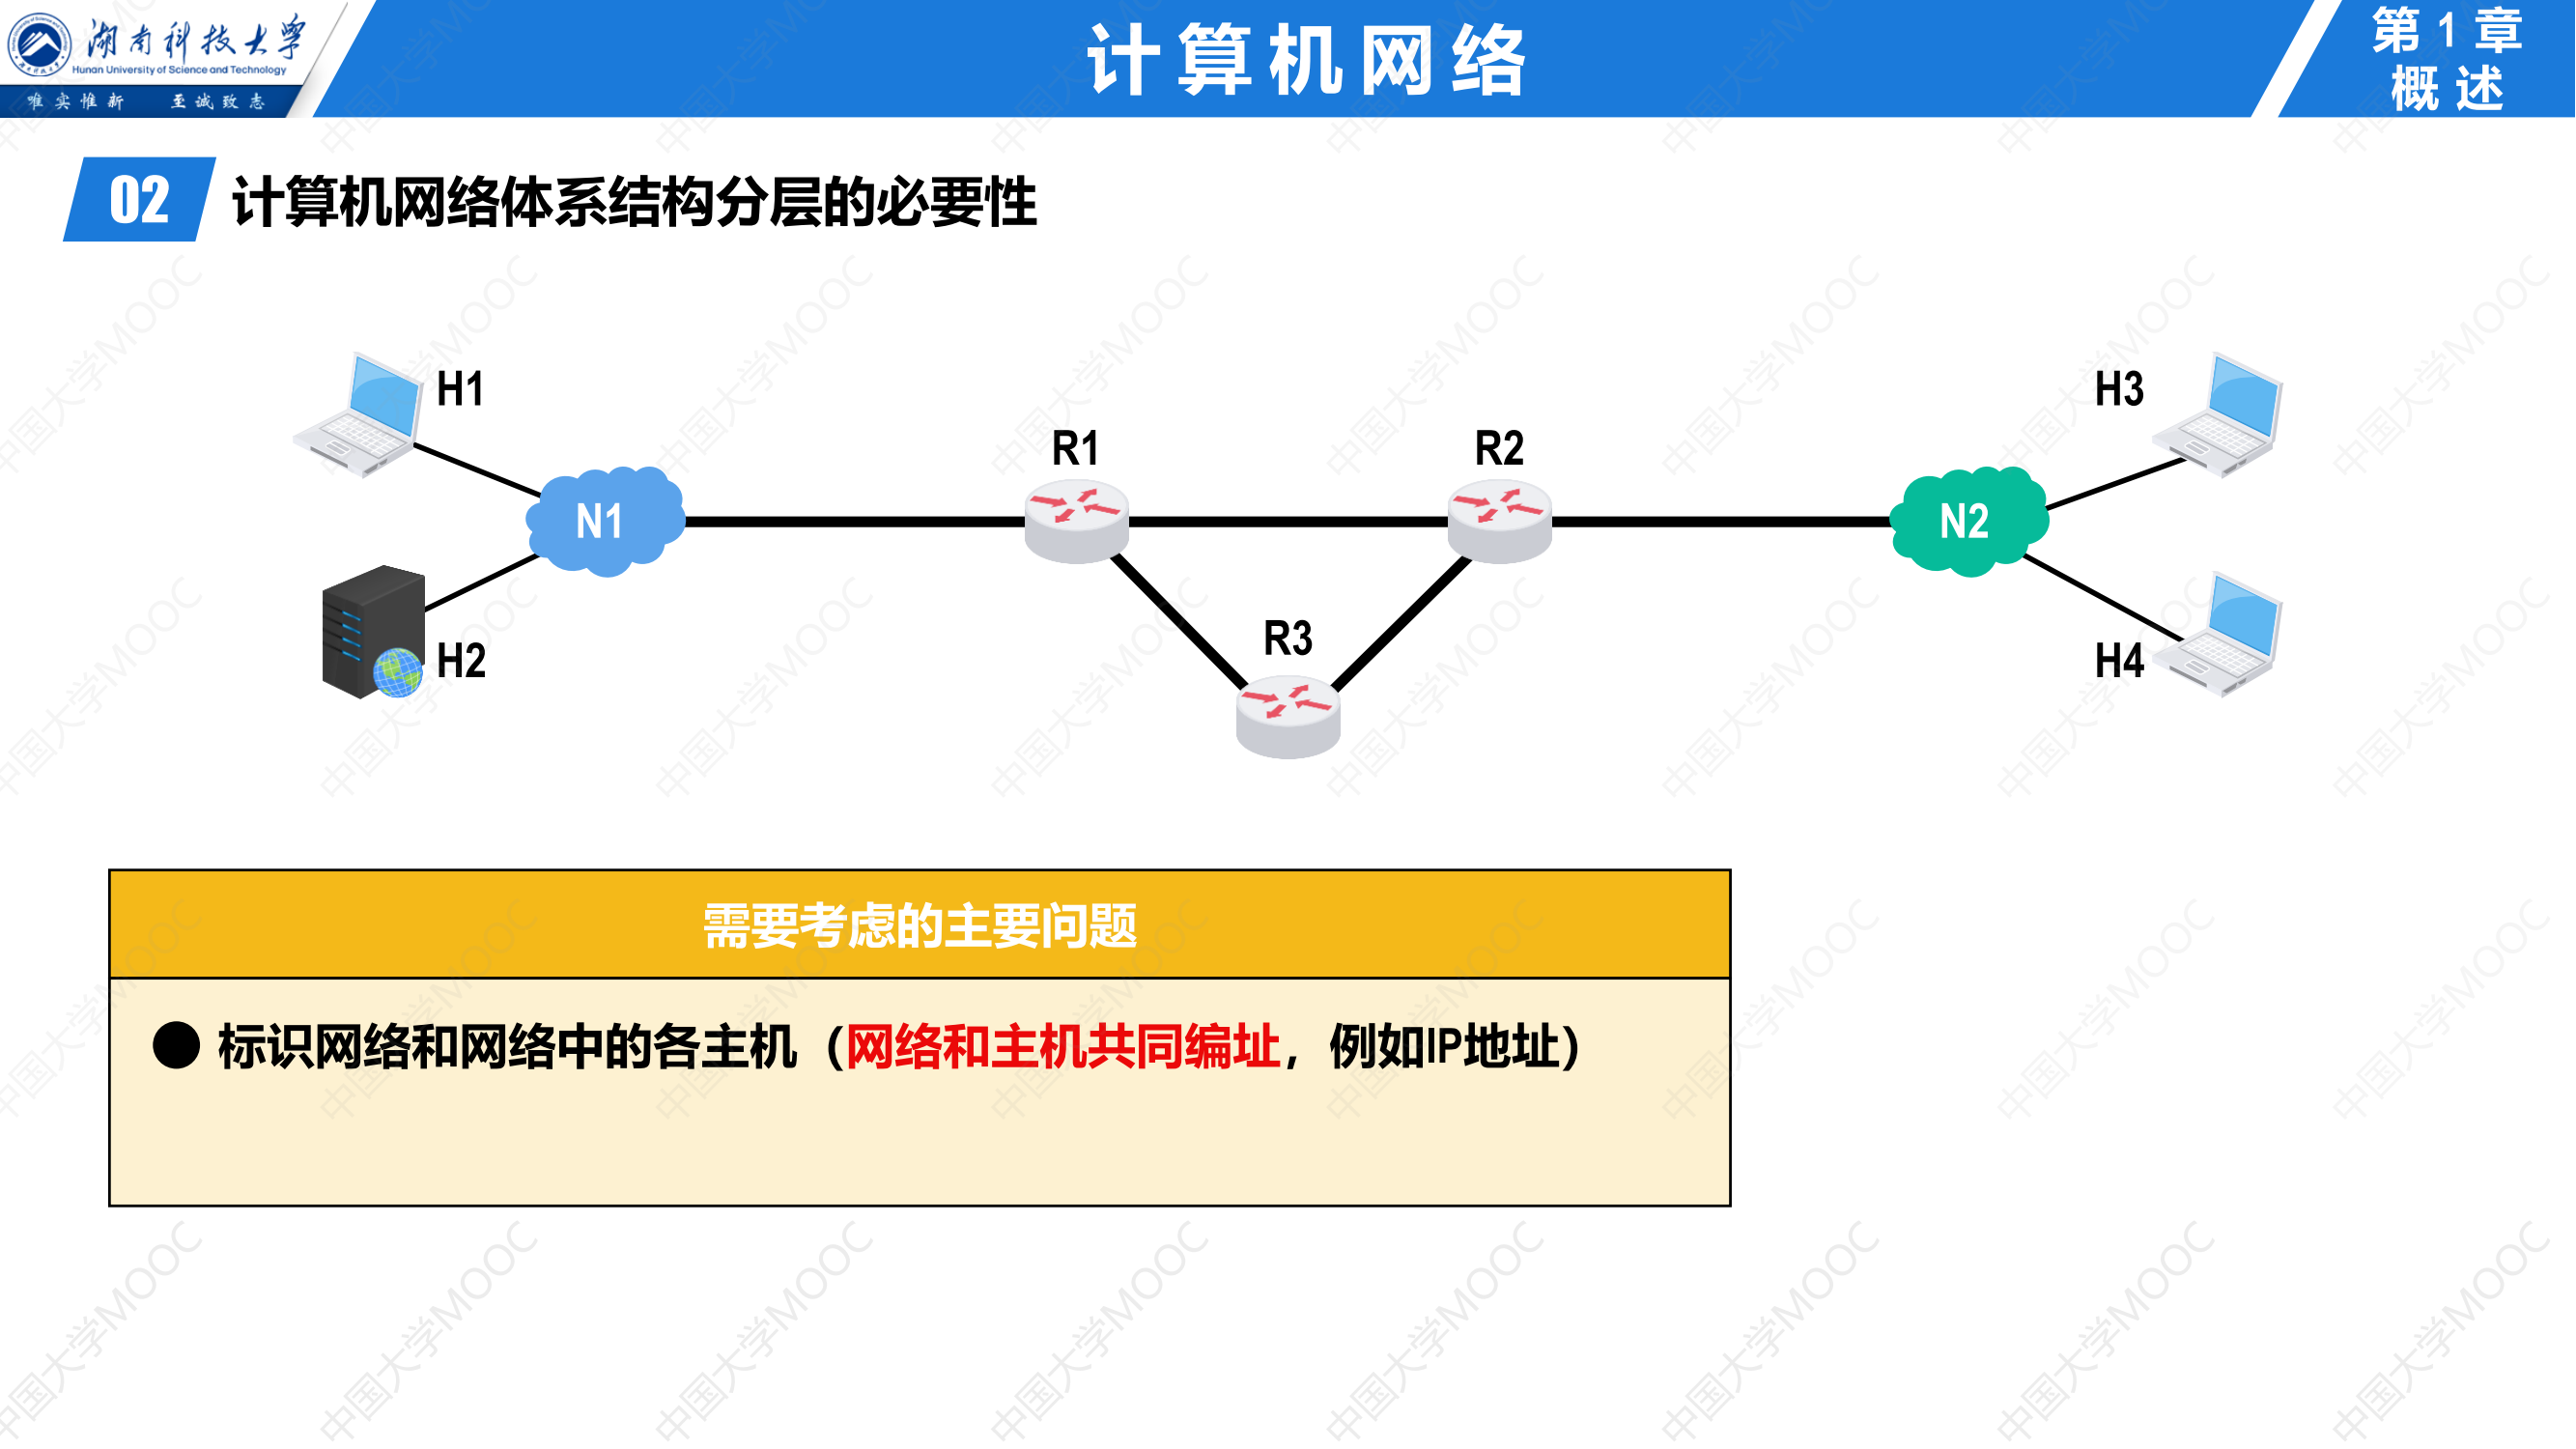 湖南科技大学
Hunan University of Science and Technology
唯实惟新 至诚致志
计算机网络
第1章
概述
02 计算机网络体系结构分层的必要性
H1
H3
R1
R2
N1
N2
R3
H2
H4
需要考虑的主要问题
● 标识网络和网络中的各主机（网络和主机共同编址，例如IP地址）
中国大学MOOC